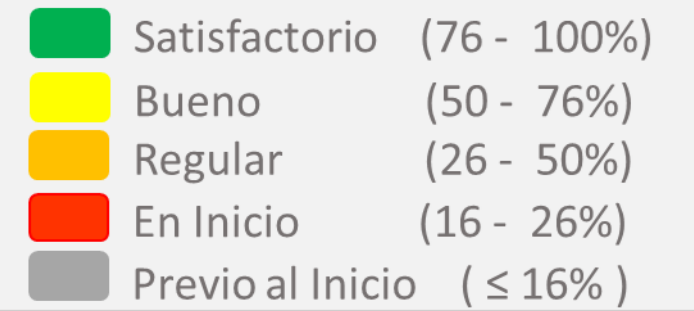 Satisfactorio (76 - 100%)
Bueno (50 - 76%)
Regular (26 - 50%)
En Inicio (16 - 26%)
Previo al Inicio ( ≤ 16% )